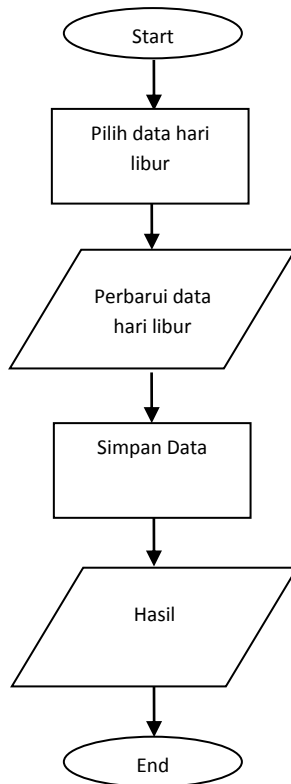 Start
Pilih data hari
libur
Perbarui data
hari libur
Simpan Data
Hasil
End